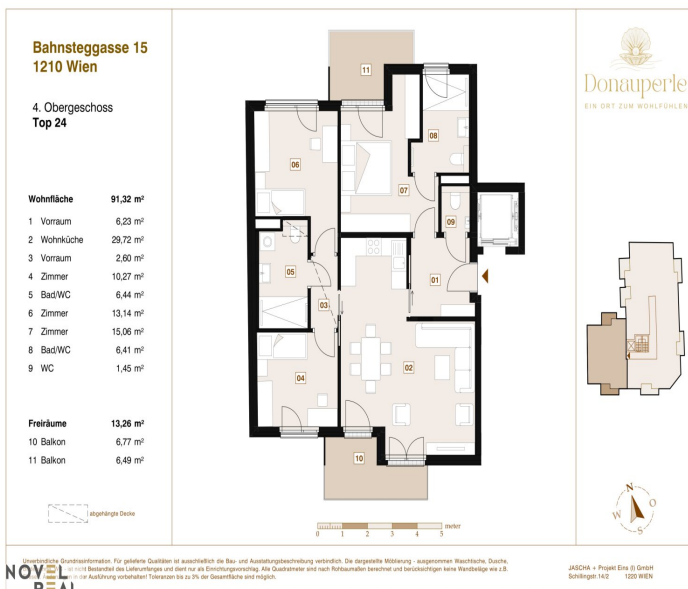 Bahnsteggasse 15
1210 Wien
4. Obergeschoss
Top 24
Wohnfläche 91,32 m²
1 Vorraum 6,23 m²
2 Wohnküche 29,72 m²
3 Vorraum 2,60 m²
4 Zimmer 10,27 m²
5 Bad/WC 6,44 m²
6 Zimmer 13,14 m²
7 Zimmer 15,06 m²
8 Bad/WC 6,41 m²
9 WC 1,45 m²
Freiräume 13,26 m²
10 Balkon 6,77 m²
11 Balkon 6,49 m²
abgehängte Decke
11
08
06
07
09
05
01
03
02
04
10
0 1 2 3 4 5 meter
Donauperle
EIN ORT ZUM WOHLFÜHLEN
N
W
O
S
Unverbindliche Grundrissinformation. Für gelieferte Qualitäten ist ausschließlich die Bau- und Ausstattungsbeschreibung verbindlich. Die dargestellte Möblierung - ausgenommen Waschtische, Dusche,
ist nicht Bestandteil des Lieferumfanges und dient nur als Einrichtungsvorschlag. Alle Quadratmeter sind nach Rohbaumaßen berechnet und berücksichtigen keine Wandbeläge wie z.B.
in der Ausführung vorbehalten! Toleranzen bis zu 3% der Gesamtfläche sind möglich.
NOVEL
REAL
JASCHA + Projekt Eins (I) GmbH
Schillingstr.14/2 1220 WIEN